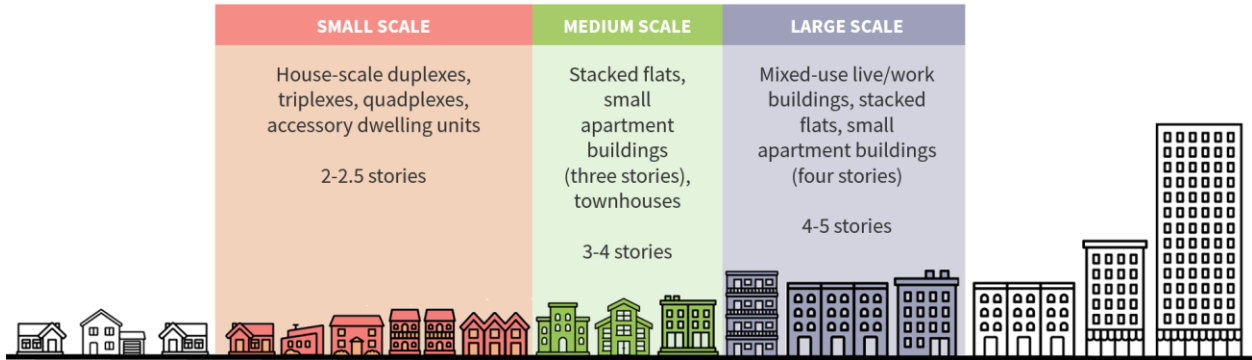 SMALL SCALE
House-scale duplexes,
triplexes, quadplexes,
accessory dwelling units
2-2.5 stories
MEDIUM SCALE
Stacked flats,
small
apartment
buildings
(three stories),
townhouses
3-4 stories
LARGE SCALE
Mixed-use live/work
buildings, stacked
flats, small
apartment buildings
(four stories)
4-5 stories